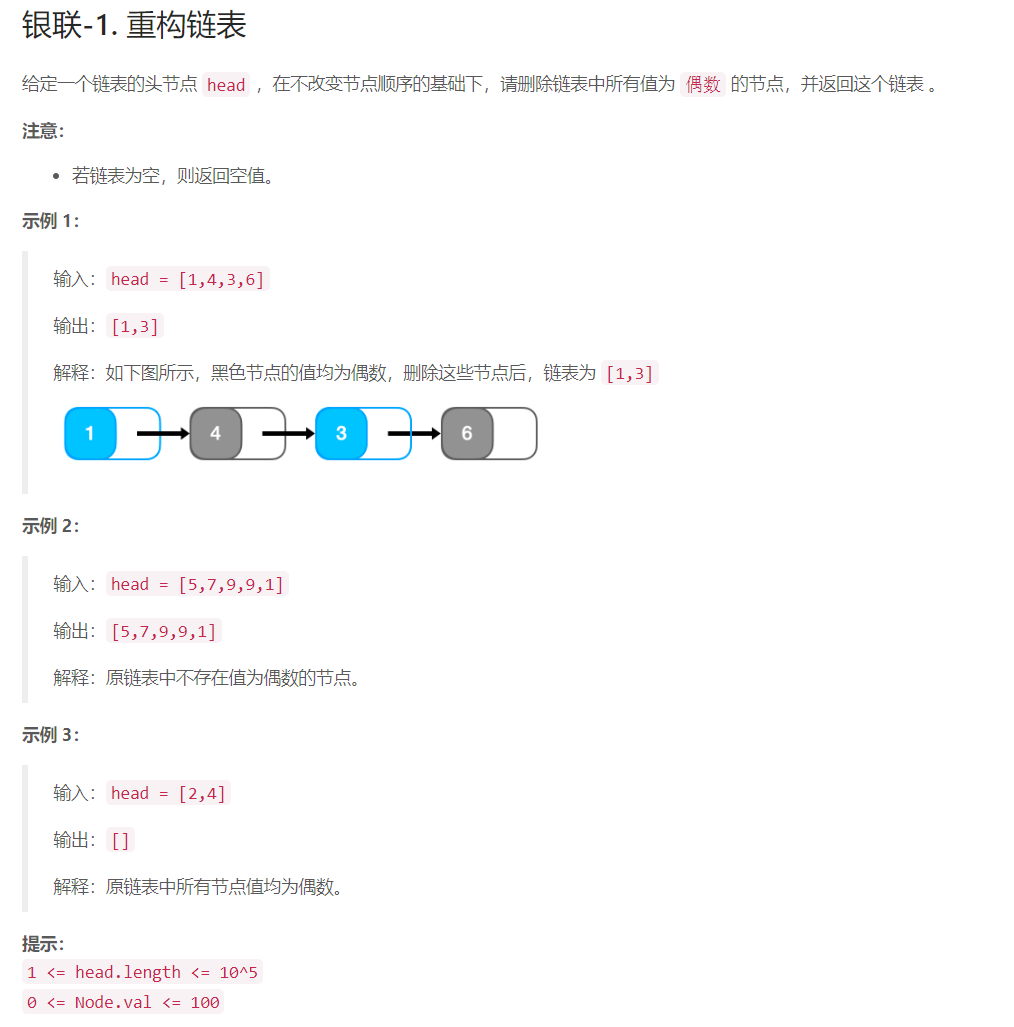 银联-1. 重构链表
给定一个链表的头节点 head ，在不改变节点顺序的基础下，请删除链表中所有值为 偶数 的节点，并返回这个链表 。
注意：
• 若链表为空，则返回空值。
示例 1：
输入：head = [1,4,3,6]
输出：[1,3]
解释：如下图所示，黑色节点的值均为偶数，删除这些节点后，链表为 [1,3]
1 4 3 6
示例 2：
输入：head = [5,7,9,9,1]
输出：[5,7,9,9,1]
解释：原链表中不存在值为偶数的节点。
示例 3：
输入：head = [2,4]
输出：[]
解释：原链表中所有节点值均为偶数。
提示：
1 <= head.length <= 10^5
0 <= Node.val <= 100